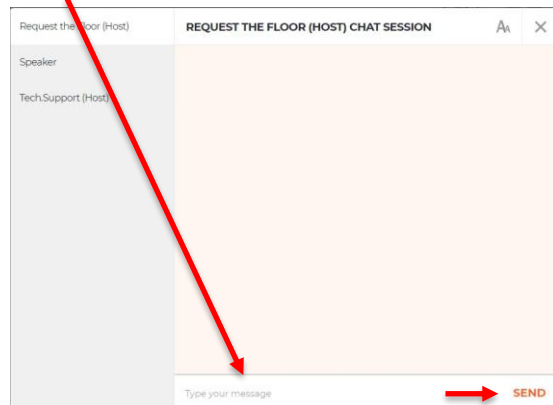 Request the Floor (Host)
Speaker
Tech.Support (Host)
REQUEST THE FLOOR (HOST) CHAT SESSION
AA
Type your message
SEND